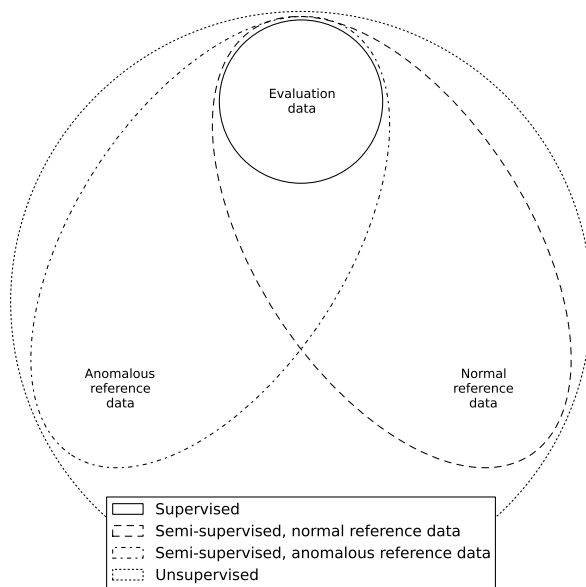 Evaluation
data
Anomalous
reference
data
Normal
reference
data
Supervised
Semi-supervised, normal reference data
Semi-supervised, anomalous reference data
Unsupervised